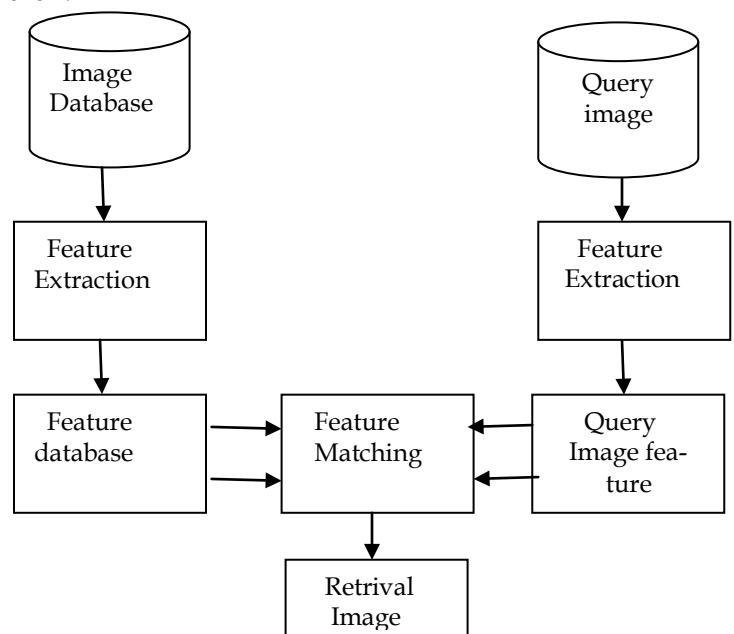 Image
Database
Query
image
Feature
Extraction
Feature
Extraction
Feature
database
Feature
Matching
Query
Image fea-
ture
Retrival
Image